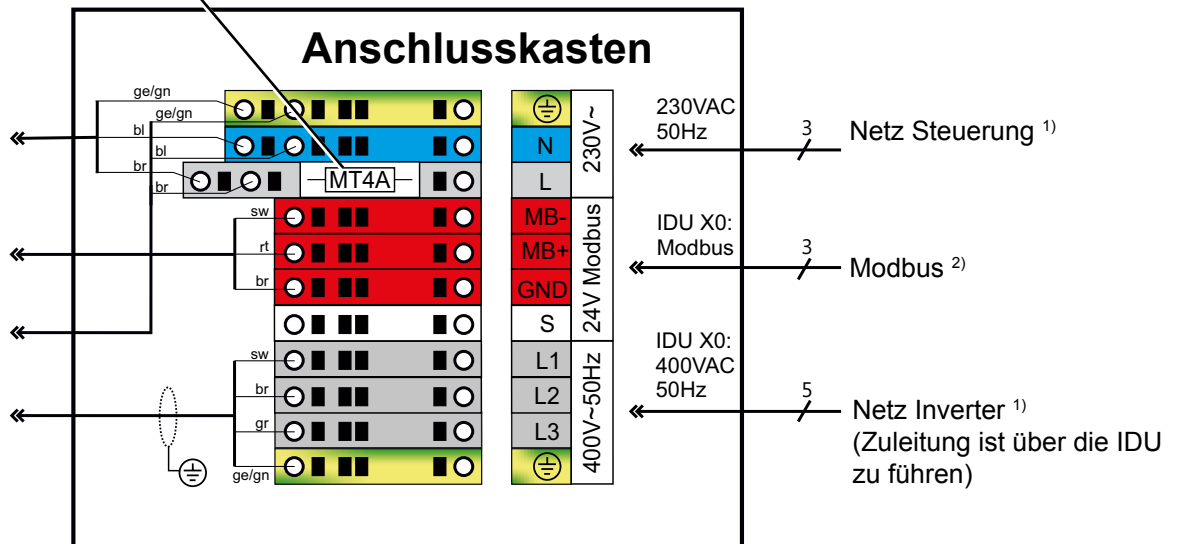 Anschlusskasten
ge/gn
ge/gn
bl
bl
br
br
MT4A
sw
rt
br
sw
br
gr
ge/gn
N
L
MB-
MB+
GND
S
L1
L2
L3
230V~
24V Modbus
400V~50Hz
230VAC
50Hz
3
Netz Steuerung 1)
IDU X0:
Modbus
3
Modbus 2)
IDU X0:
400VAC
50Hz
5
Netz Inverter 1)
(Zuleitung ist über die IDU
zu führen)